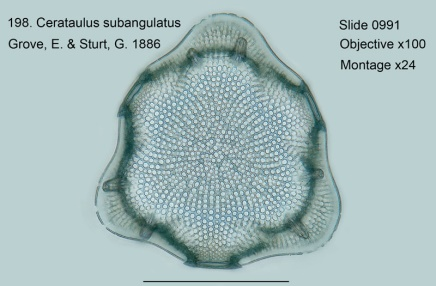 198. Cerataulus subangulatus
Grove, E. & Sturt, G. 1886
Slide 0991
Objective x100
Montage x24